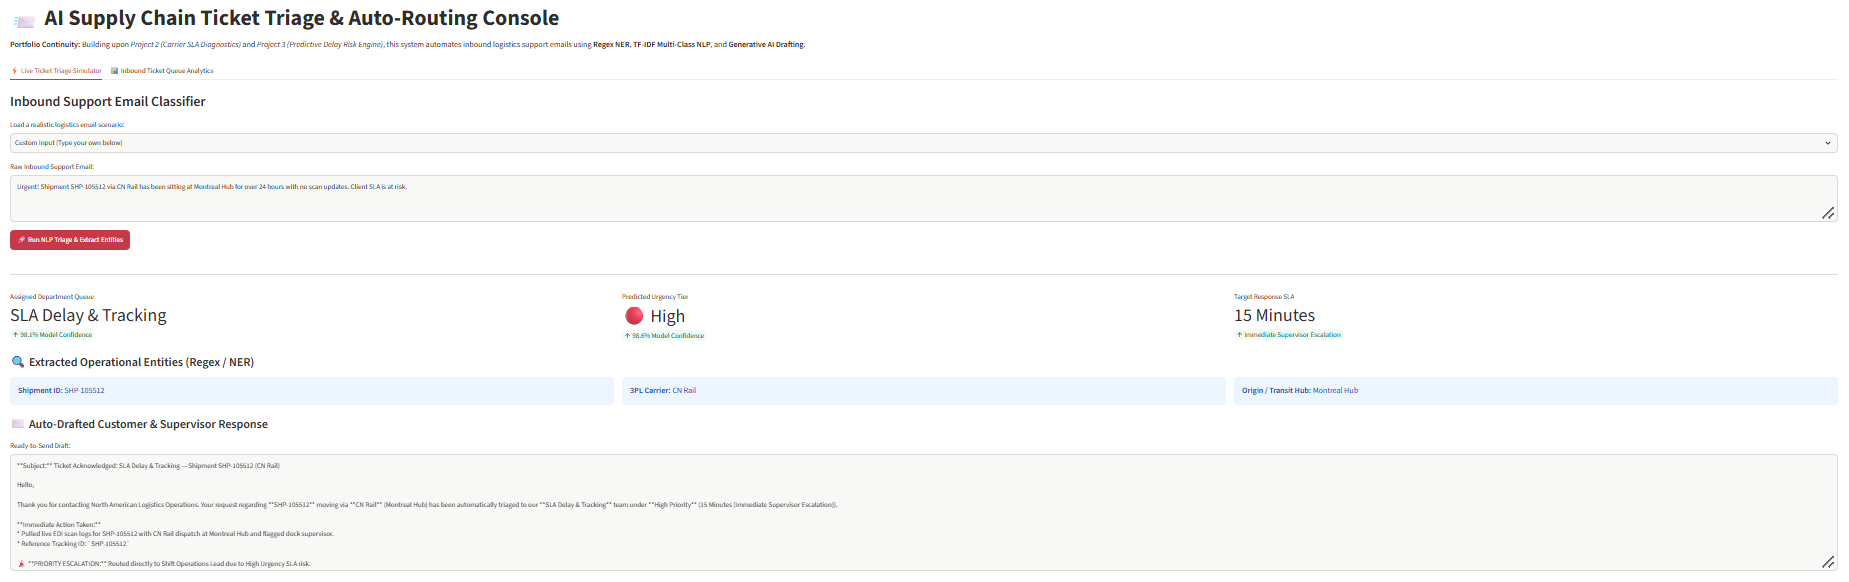 AI Supply Chain Ticket Triage & Auto-Routing Console
Portfolio Continuity: Building upon Project 2 (Carrier SLA Diagnostics) and Project 3 (Predictive Delay Risk Engine), this system automates inbound logistics support emails using Regex NER, TF-IDF Multi-Class NLP, and Generative AI Drafting.
Live Ticket Triage Simulator
Inbound Ticket Queue Analytics
Inbound Support Email Classifier
Load a realistic logistics email scenario:
Custom Input (Type your own below)
Raw Inbound Support Email:
Urgent! Shipment SHP-105512 via CN Rail has been sitting at Montreal Hub for over 24 hours with no scan updates. Client SLA is at risk.
Run NLP Triage & Extract Entities
Assigned Department Queue
SLA Delay & Tracking
↑ 98.1% Model Confidence
Predicted Urgency Tier
High
↑ 98.6% Model Confidence
Target Response SLA
15 Minutes
↑ Immediate Supervisor Escalation
Extracted Operational Entities (Regex / NER)
Shipment ID: SHP-105512
3PL Carrier: CN Rail
Origin / Transit Hub: Montreal Hub
Auto-Drafted Customer & Supervisor Response
Ready-to-Send Draft:
**Subject:** Ticket Acknowledged: SLA Delay & Tracking — Shipment SHP-105512 (CN Rail)
Hello,
Thank you for contacting North American Logistics Operations. Your request regarding **SHP-105512** moving via **CN Rail** (Montreal Hub) has been automatically triaged to our **SLA Delay & Tracking** team under **High Priority** (15 Minutes (Immediate Supervisor Escalation)).
**Immediate Action Taken:**
* Pulled live EDI scan logs for SHP-105512 with CN Rail dispatch at Montreal Hub and flagged dock supervisor.
* Reference Tracking ID: `SHP-105512`
**PRIORITY ESCALATION:** Routed directly to Shift Operations Lead due to High Urgency SLA risk.